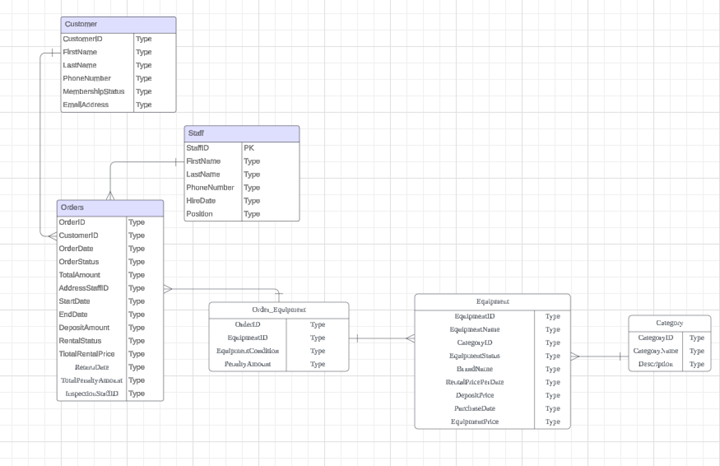 Customer
CustomerID Type
FirstName Type
LastName Type
PhoneNumber Type
MembershipStatus Type
EmailAddress Type
Staff
StaffID PK
FirstName Type
LastName Type
PhoneNumber Type
HireDate Type
Position Type
Orders
OrderID Type
CustomerID Type
OrderDate Type
OrderStatus Type
TotalAmount Type
AddressStaffID Type
StartDate Type
EndDate Type
DepositAmount Type
RentalStatus Type
TlotalRentalPrice Type
ReturnDate Type
TotalPenaltyAmount Type
InspectionStaffID Type
Order_Equipment
OrderID Type
EquipmentID Type
EquipmentCondition Type
PenaltyAmount Type
Equipment
EquipmentID Type
EquipmentName Type
CategoryID Type
EquipmentStatus Type
BrandName Type
RentalPricePerDate Type
DepositPrice Type
PurchaseDate Type
EquipmentPrice Type
Category
CategoryID Type
CategoryName Type
Description Type